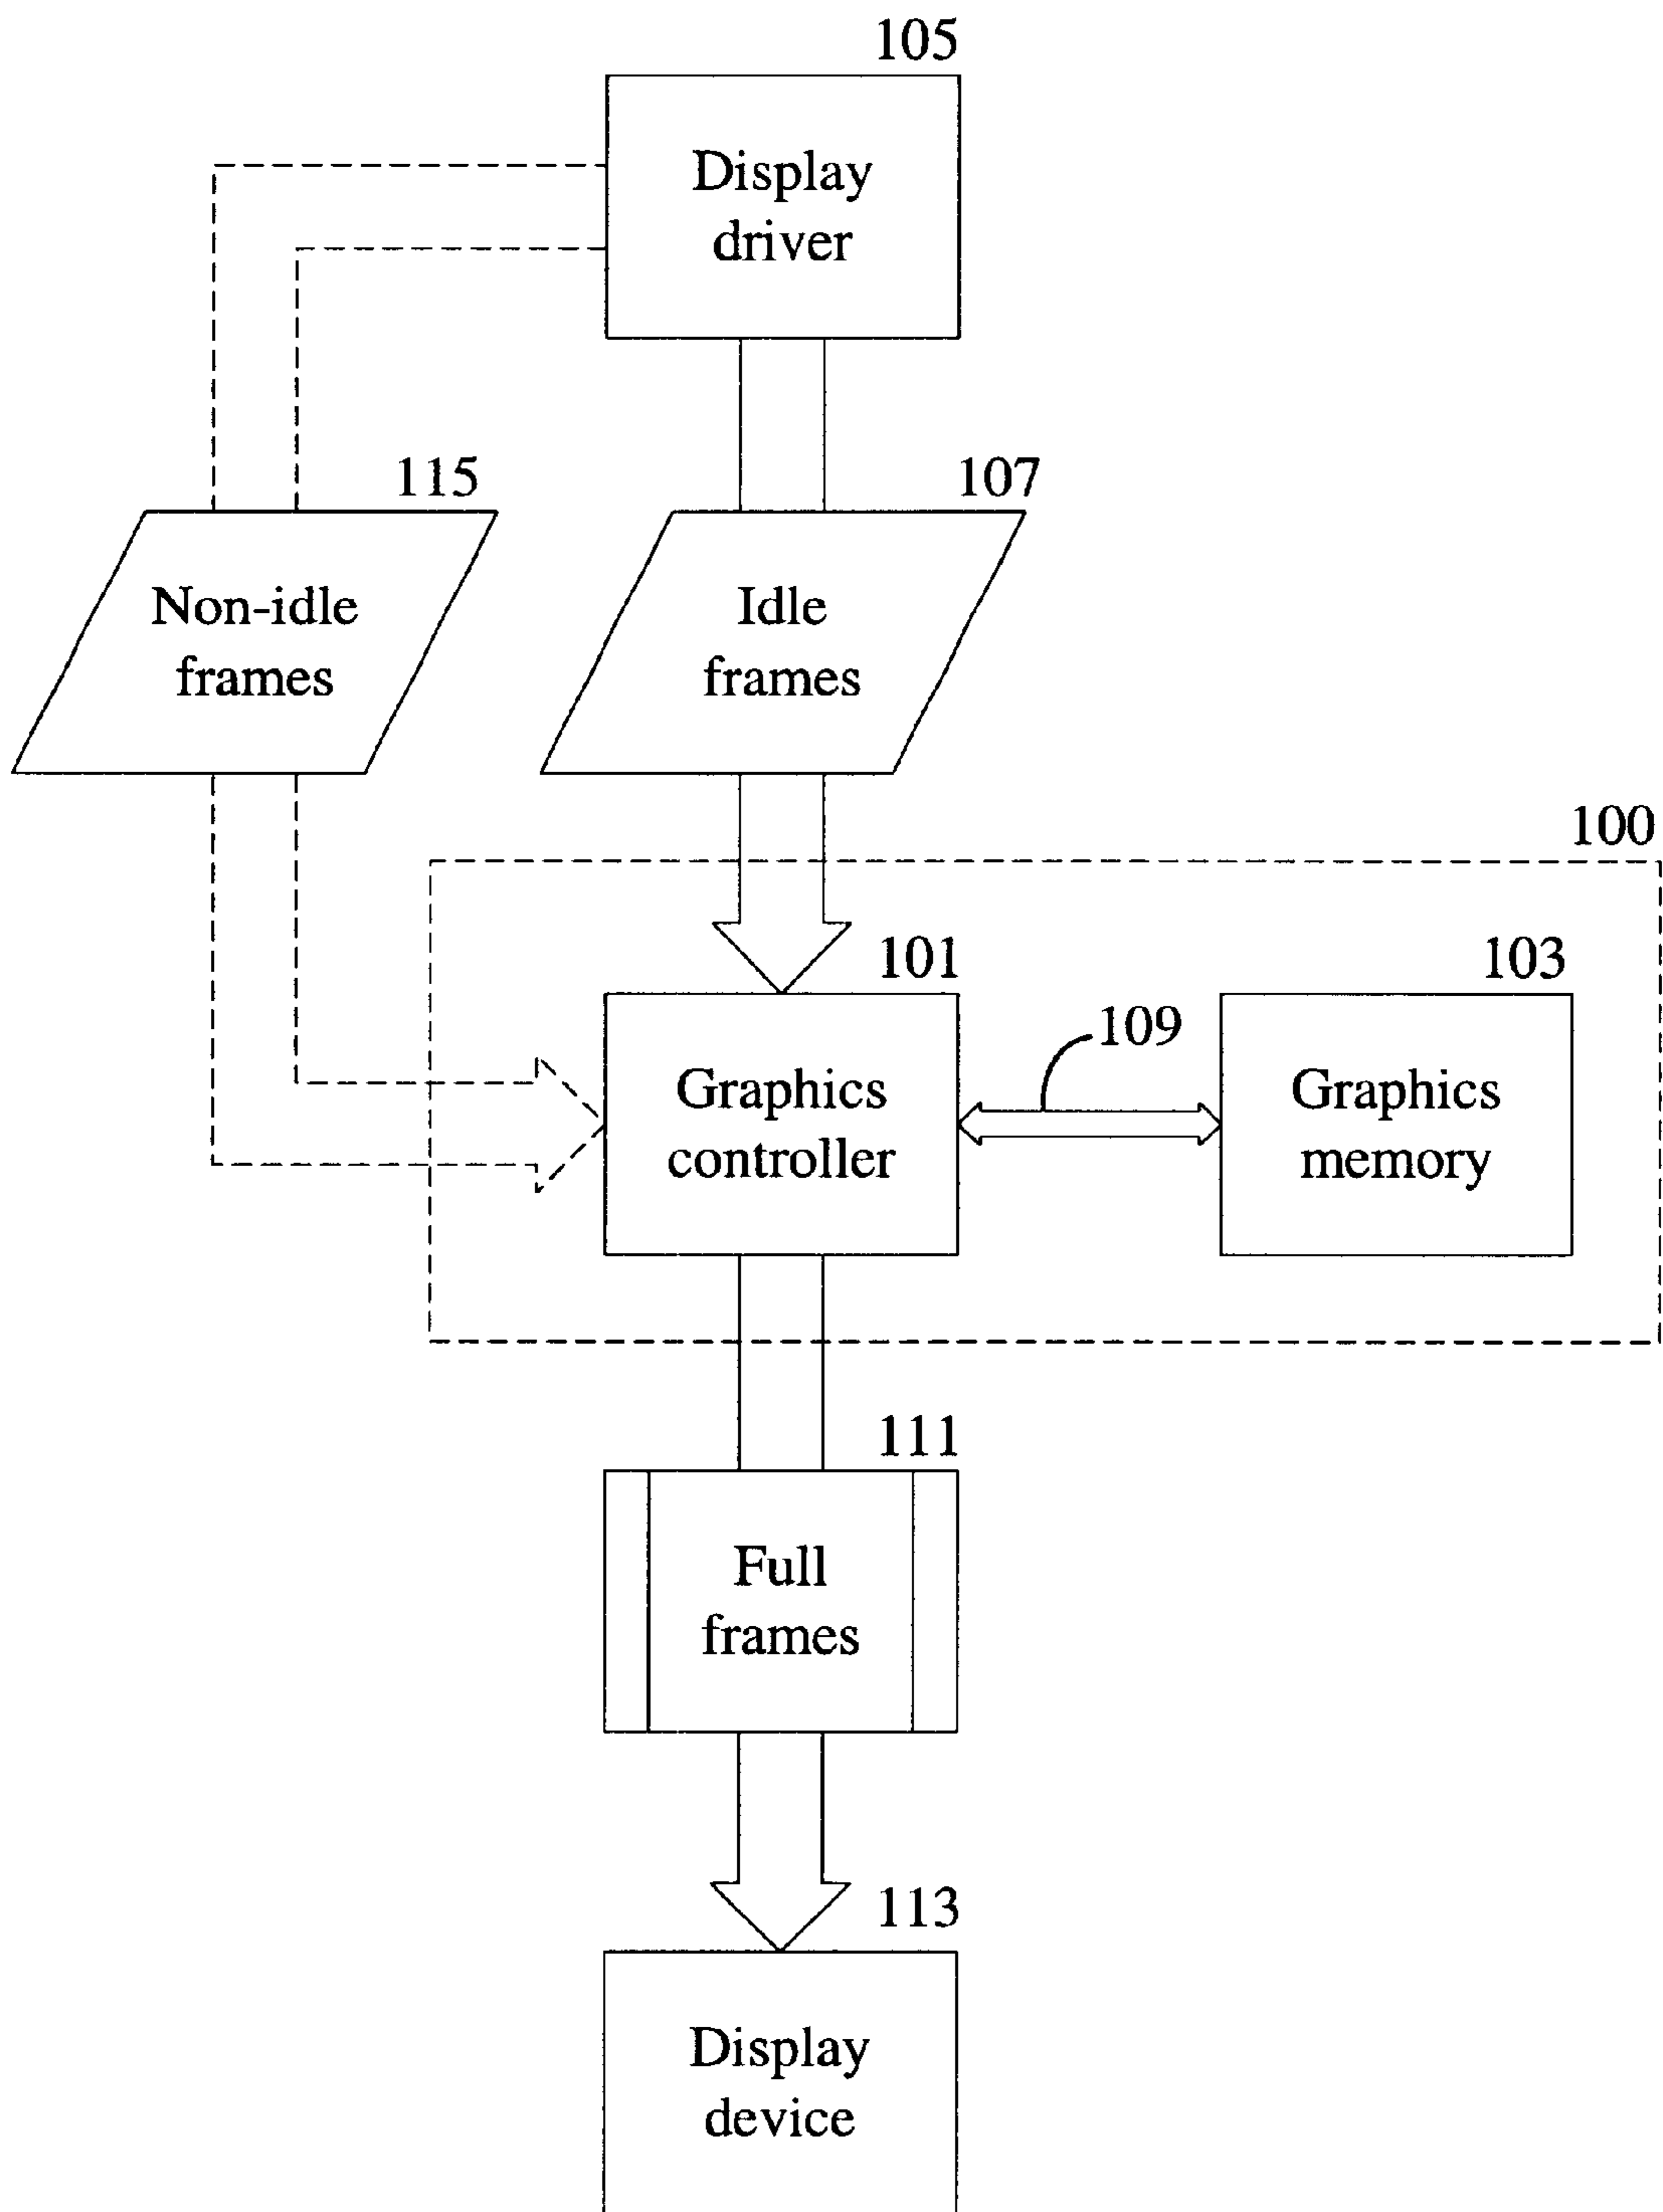 105
Display
driver
115
107
Non-idle
frames
Idle
frames
100
101
103
109
Graphics
controller
Graphics
memory
111
Full
frames
113
Display
device